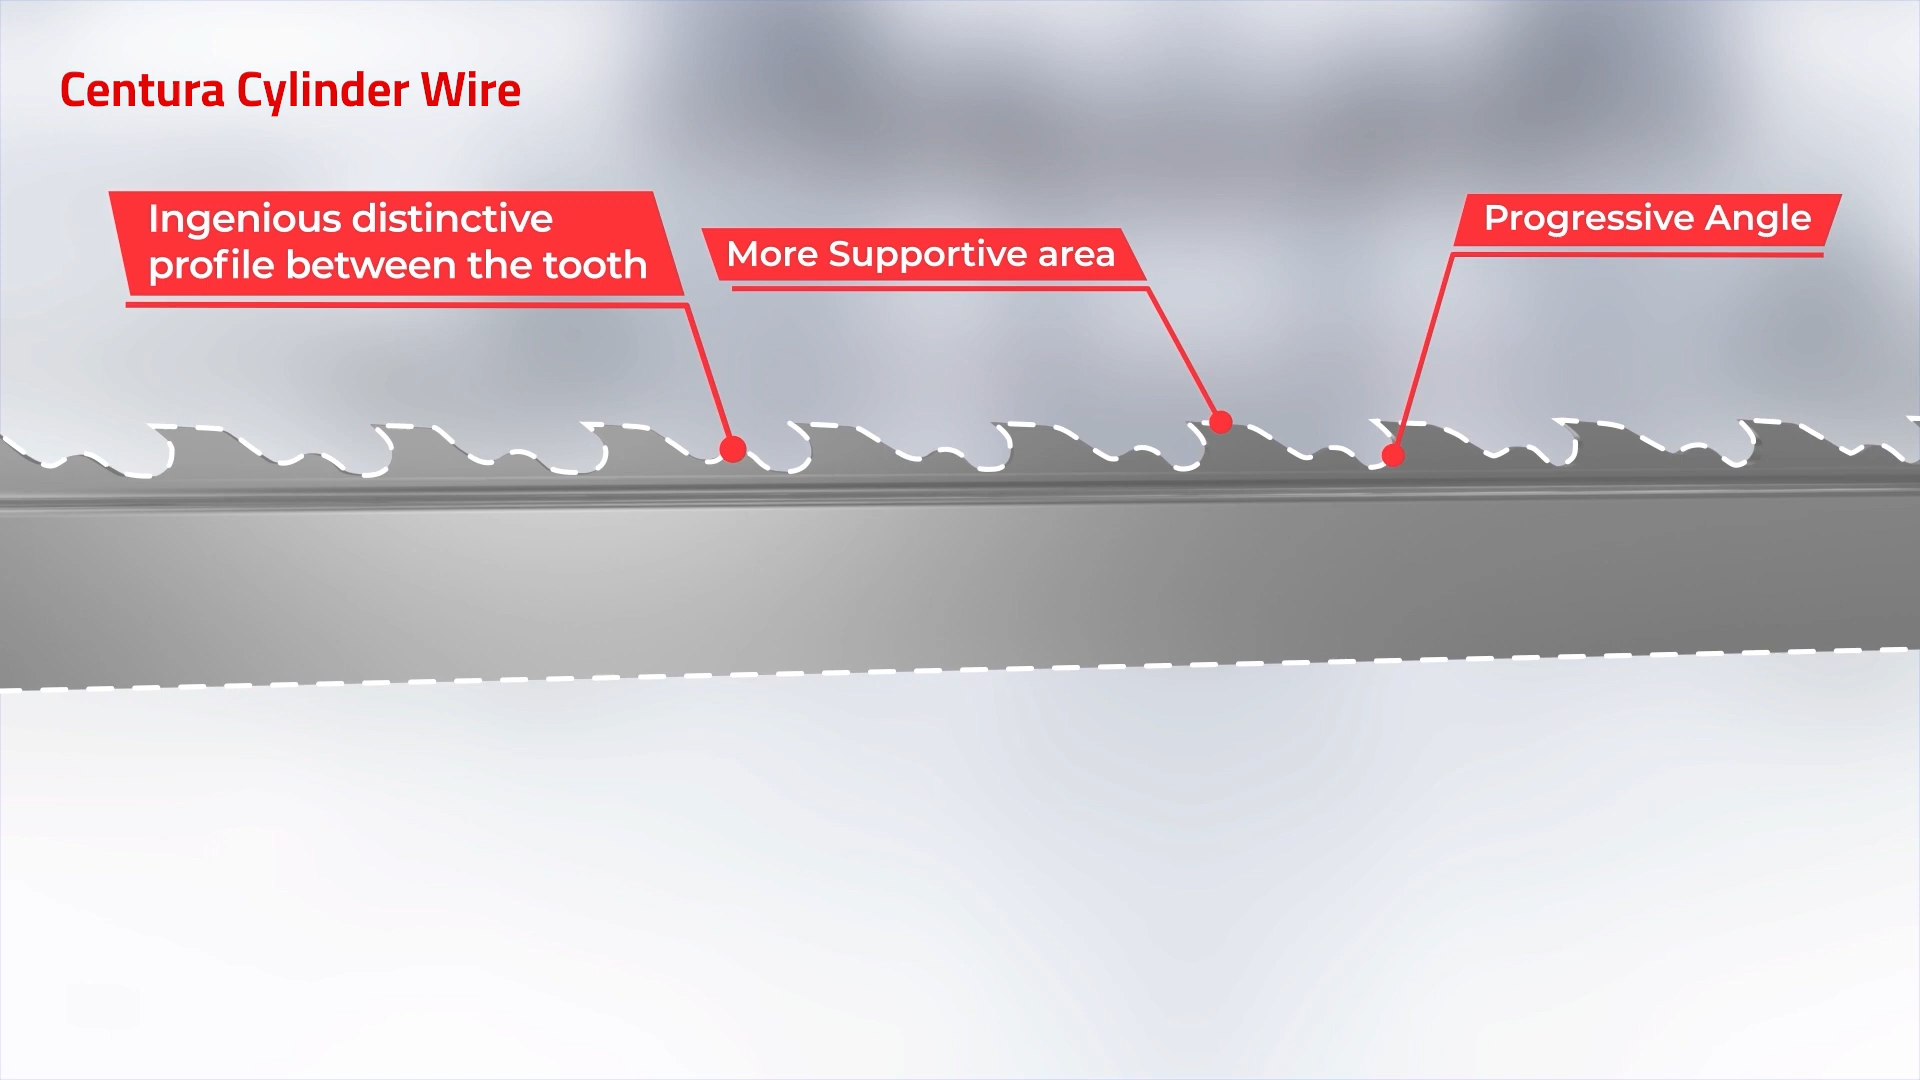 Centura Cylinder Wire
Ingenious distinctive
profile between the tooth
More Supportive area
Progressive Angle